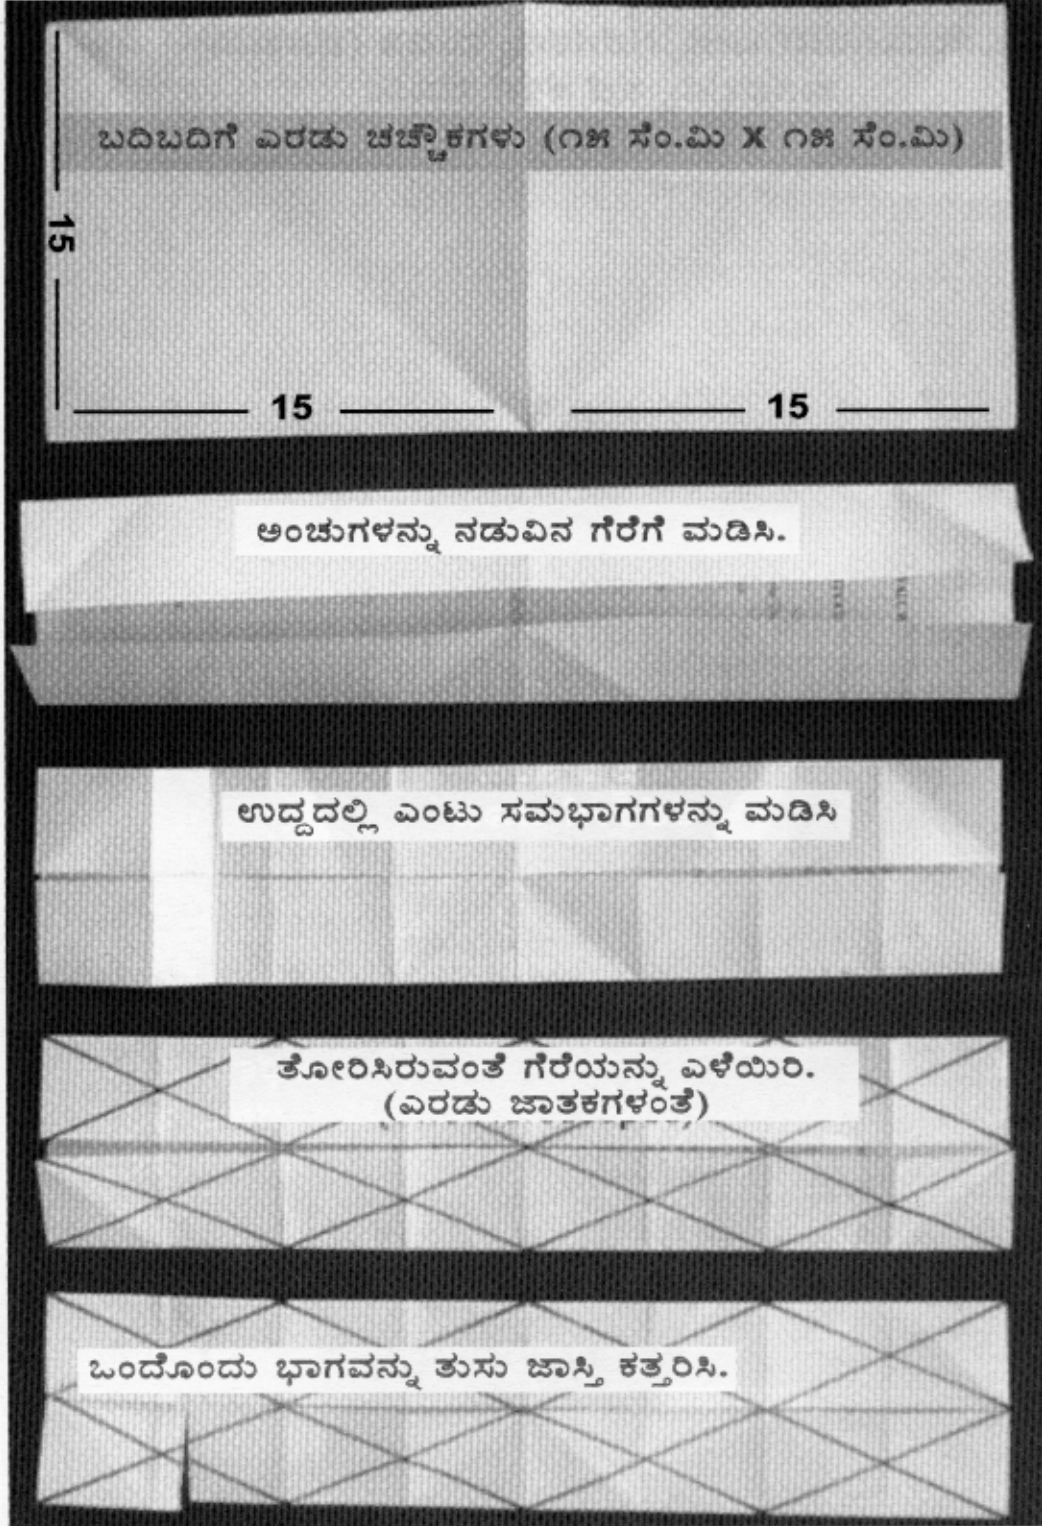 ಬದಿಬದಿಗೆ ಎರಡು ಚಚ್ಚೌಕಗಳು (೧೫ ಸೆಂ.ಮಿ X ೧೫ ಸೆಂ.ಮಿ)
15
15
15
ಅಂಚುಗಳನ್ನು ನಡುವಿನ ಗೆರೆಗೆ ಮಡಿಸಿ.
ಉದ್ದದಲ್ಲಿ ಎಂಟು ಸಮಭಾಗಗಳನ್ನು ಮಡಿಸಿ
ತೋರಿಸಿರುವಂತೆ ಗೆರೆಯನ್ನು ಎಳೆಯಿರಿ.
(ಎರಡು ಜಾತಕಗಳಂತೆ)
ಒಂದೊಂದು ಭಾಗವನ್ನು ತುಸು ಜಾಸ್ತಿ ಕತ್ತರಿಸಿ.